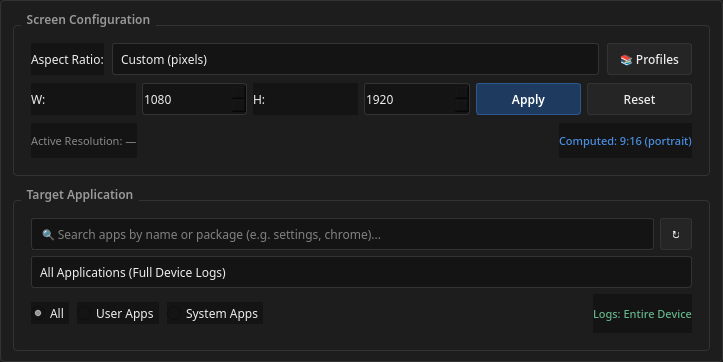 Screen Configuration
Aspect Ratio: Custom (pixels) Profiles
W: 1080 H: 1920 Apply Reset
Active Resolution: — Computed: 9:16 (portrait)
Target Application
Search apps by name or package (e.g. settings, chrome)...
All Applications (Full Device Logs)
All User Apps System Apps Logs: Entire Device